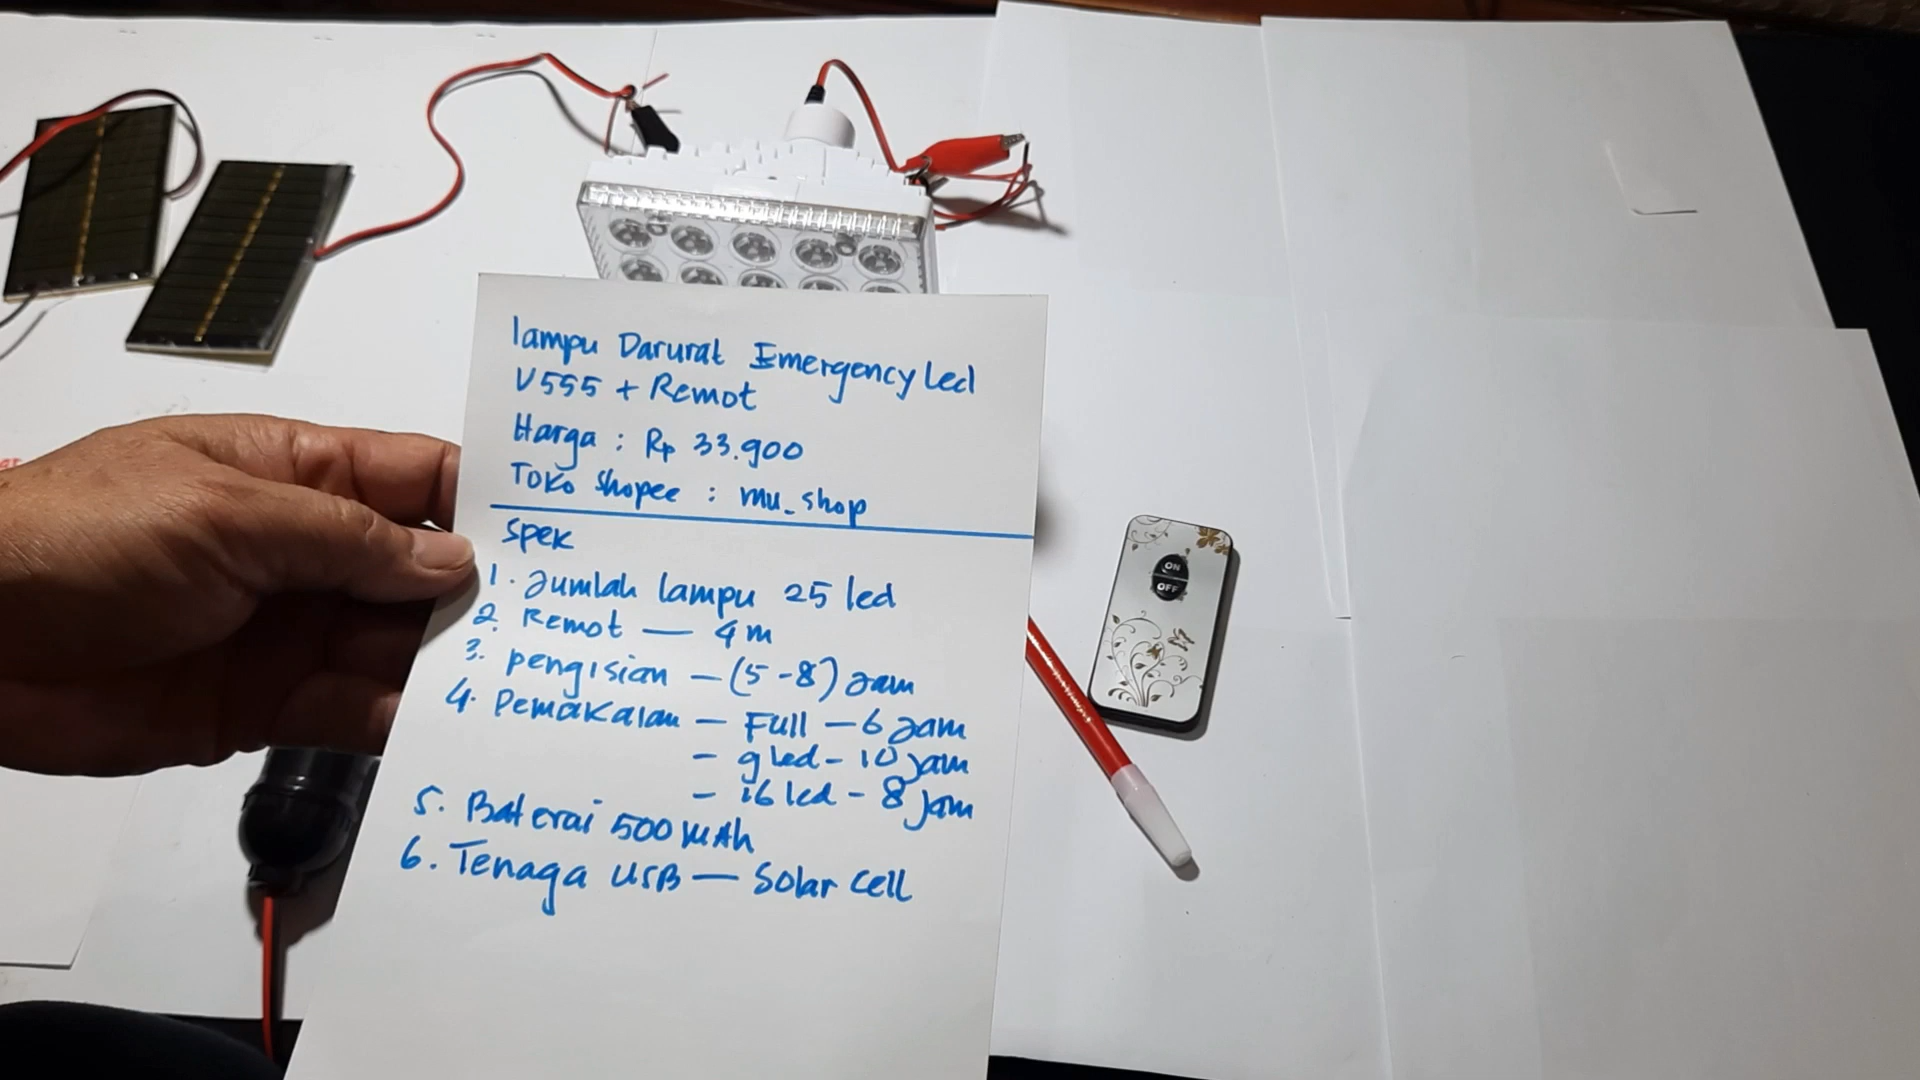 lampu Darurat Emergency Led
V555 + Remot
Harga : Rp 33.900
Toko Shopee : mu_shop
Spek
1. Jumlah lampu 25 led
2. Remot — 4 m
3. pengisian — (5-8) Jam
4. Pemakaian — Full — 6 Jam
- 9 led - 10 jam
- 16 led - 8 jam
5. Baterai 500 mAh
6. Tenaga USB — Solar cell
ON
OFF